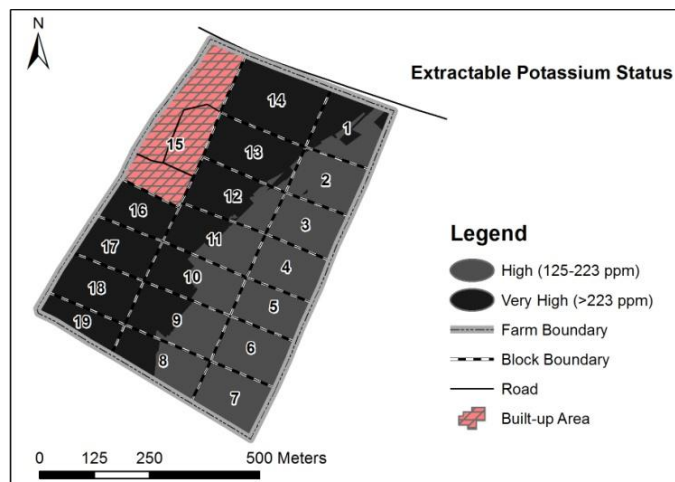 N
Extractable Potassium Status
14
1
15
13
2
12
3
16
11
4
17
10
5
18
9
6
19
8
7
Legend
High (125-223 ppm)
Very High (>223 ppm)
Farm Boundary
Block Boundary
Road
Built-up Area
0 125 250 500 Meters